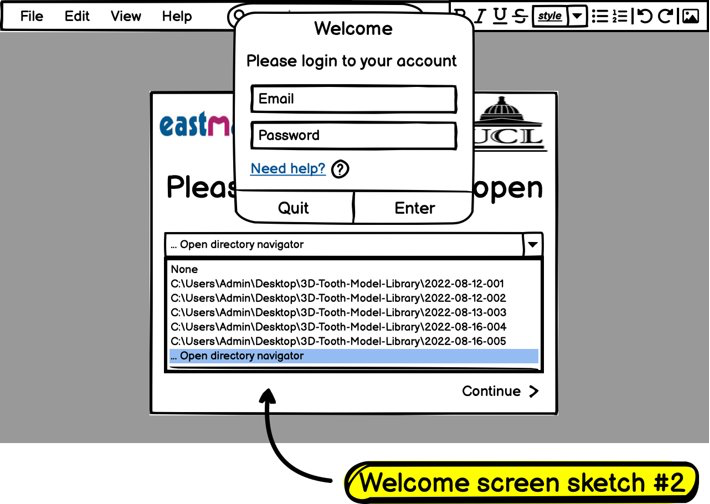 File Edit View Help
B I U S style
Welcome
Please login to your account
Email
Password
Need help? ?
Quit Enter
eastm
UCL
open
... Open directory navigator
None
C:\Users\Admin\Desktop\3D-Tooth-Model-Library\2022-08-12-001
C:\Users\Admin\Desktop\3D-Tooth-Model-Library\2022-08-12-002
C:\Users\Admin\Desktop\3D-Tooth-Model-Library\2022-08-13-003
C:\Users\Admin\Desktop\3D-Tooth-Model-Library\2022-08-16-004
C:\Users\Admin\Desktop\3D-Tooth-Model-Library\2022-08-16-005
... Open directory navigator
Continue >
Welcome screen sketch #2